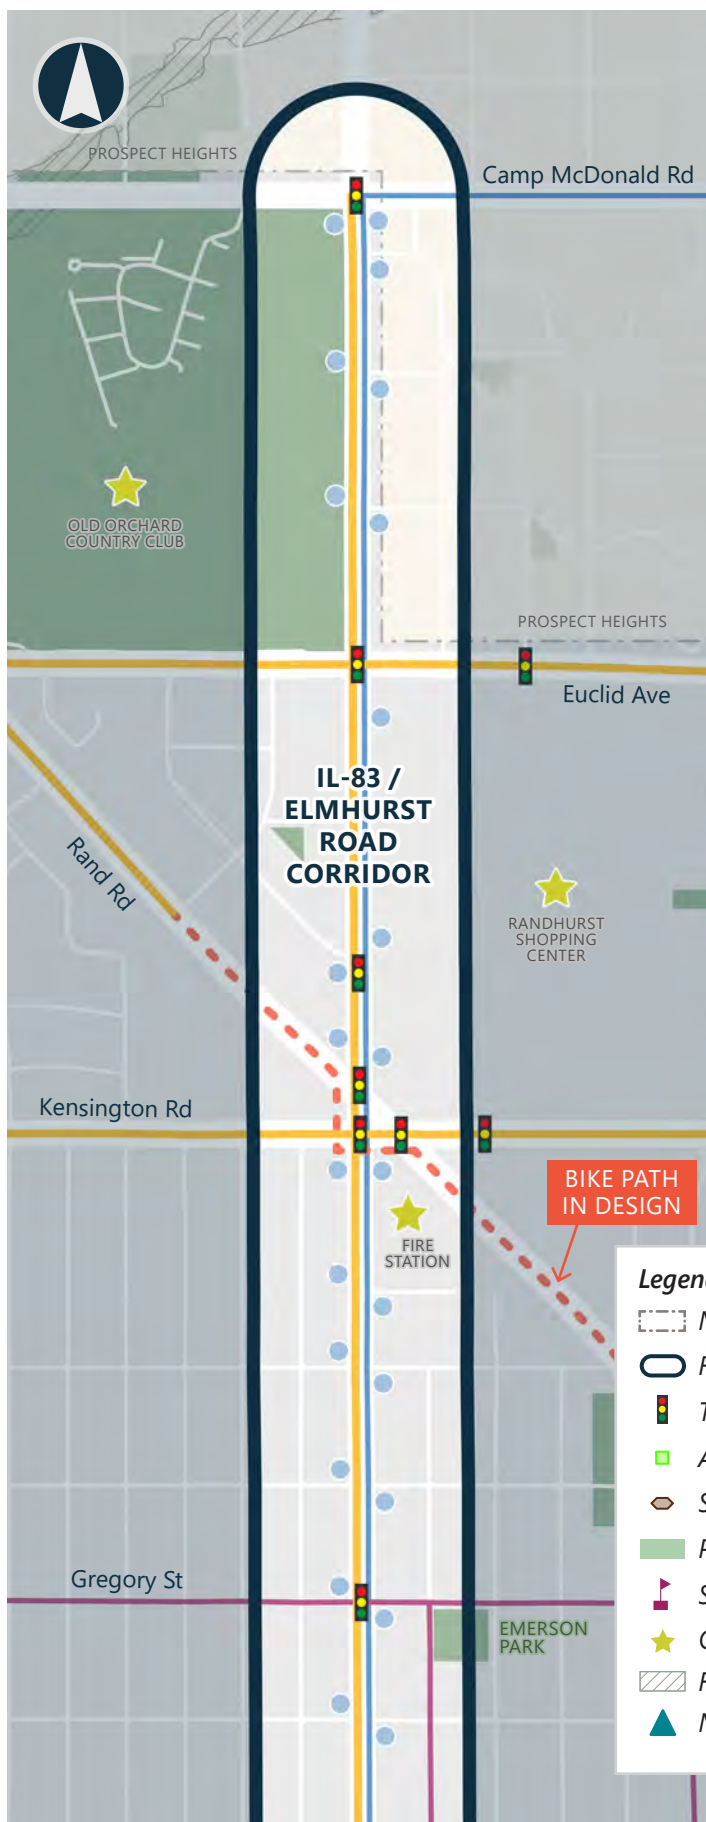 PROSPECT HEIGHTS
Camp McDonald Rd
OLD ORCHARD
COUNTRY CLUB
PROSPECT HEIGHTS
Euclid Ave
IL-83 /
ELMHURST
ROAD
CORRIDOR
Rand Rd
RANDHURST
SHOPPING
CENTER
Kensington Rd
BIKE PATH
IN DESIGN
FIRE
STATION
Gregory St
EMERSON
PARK